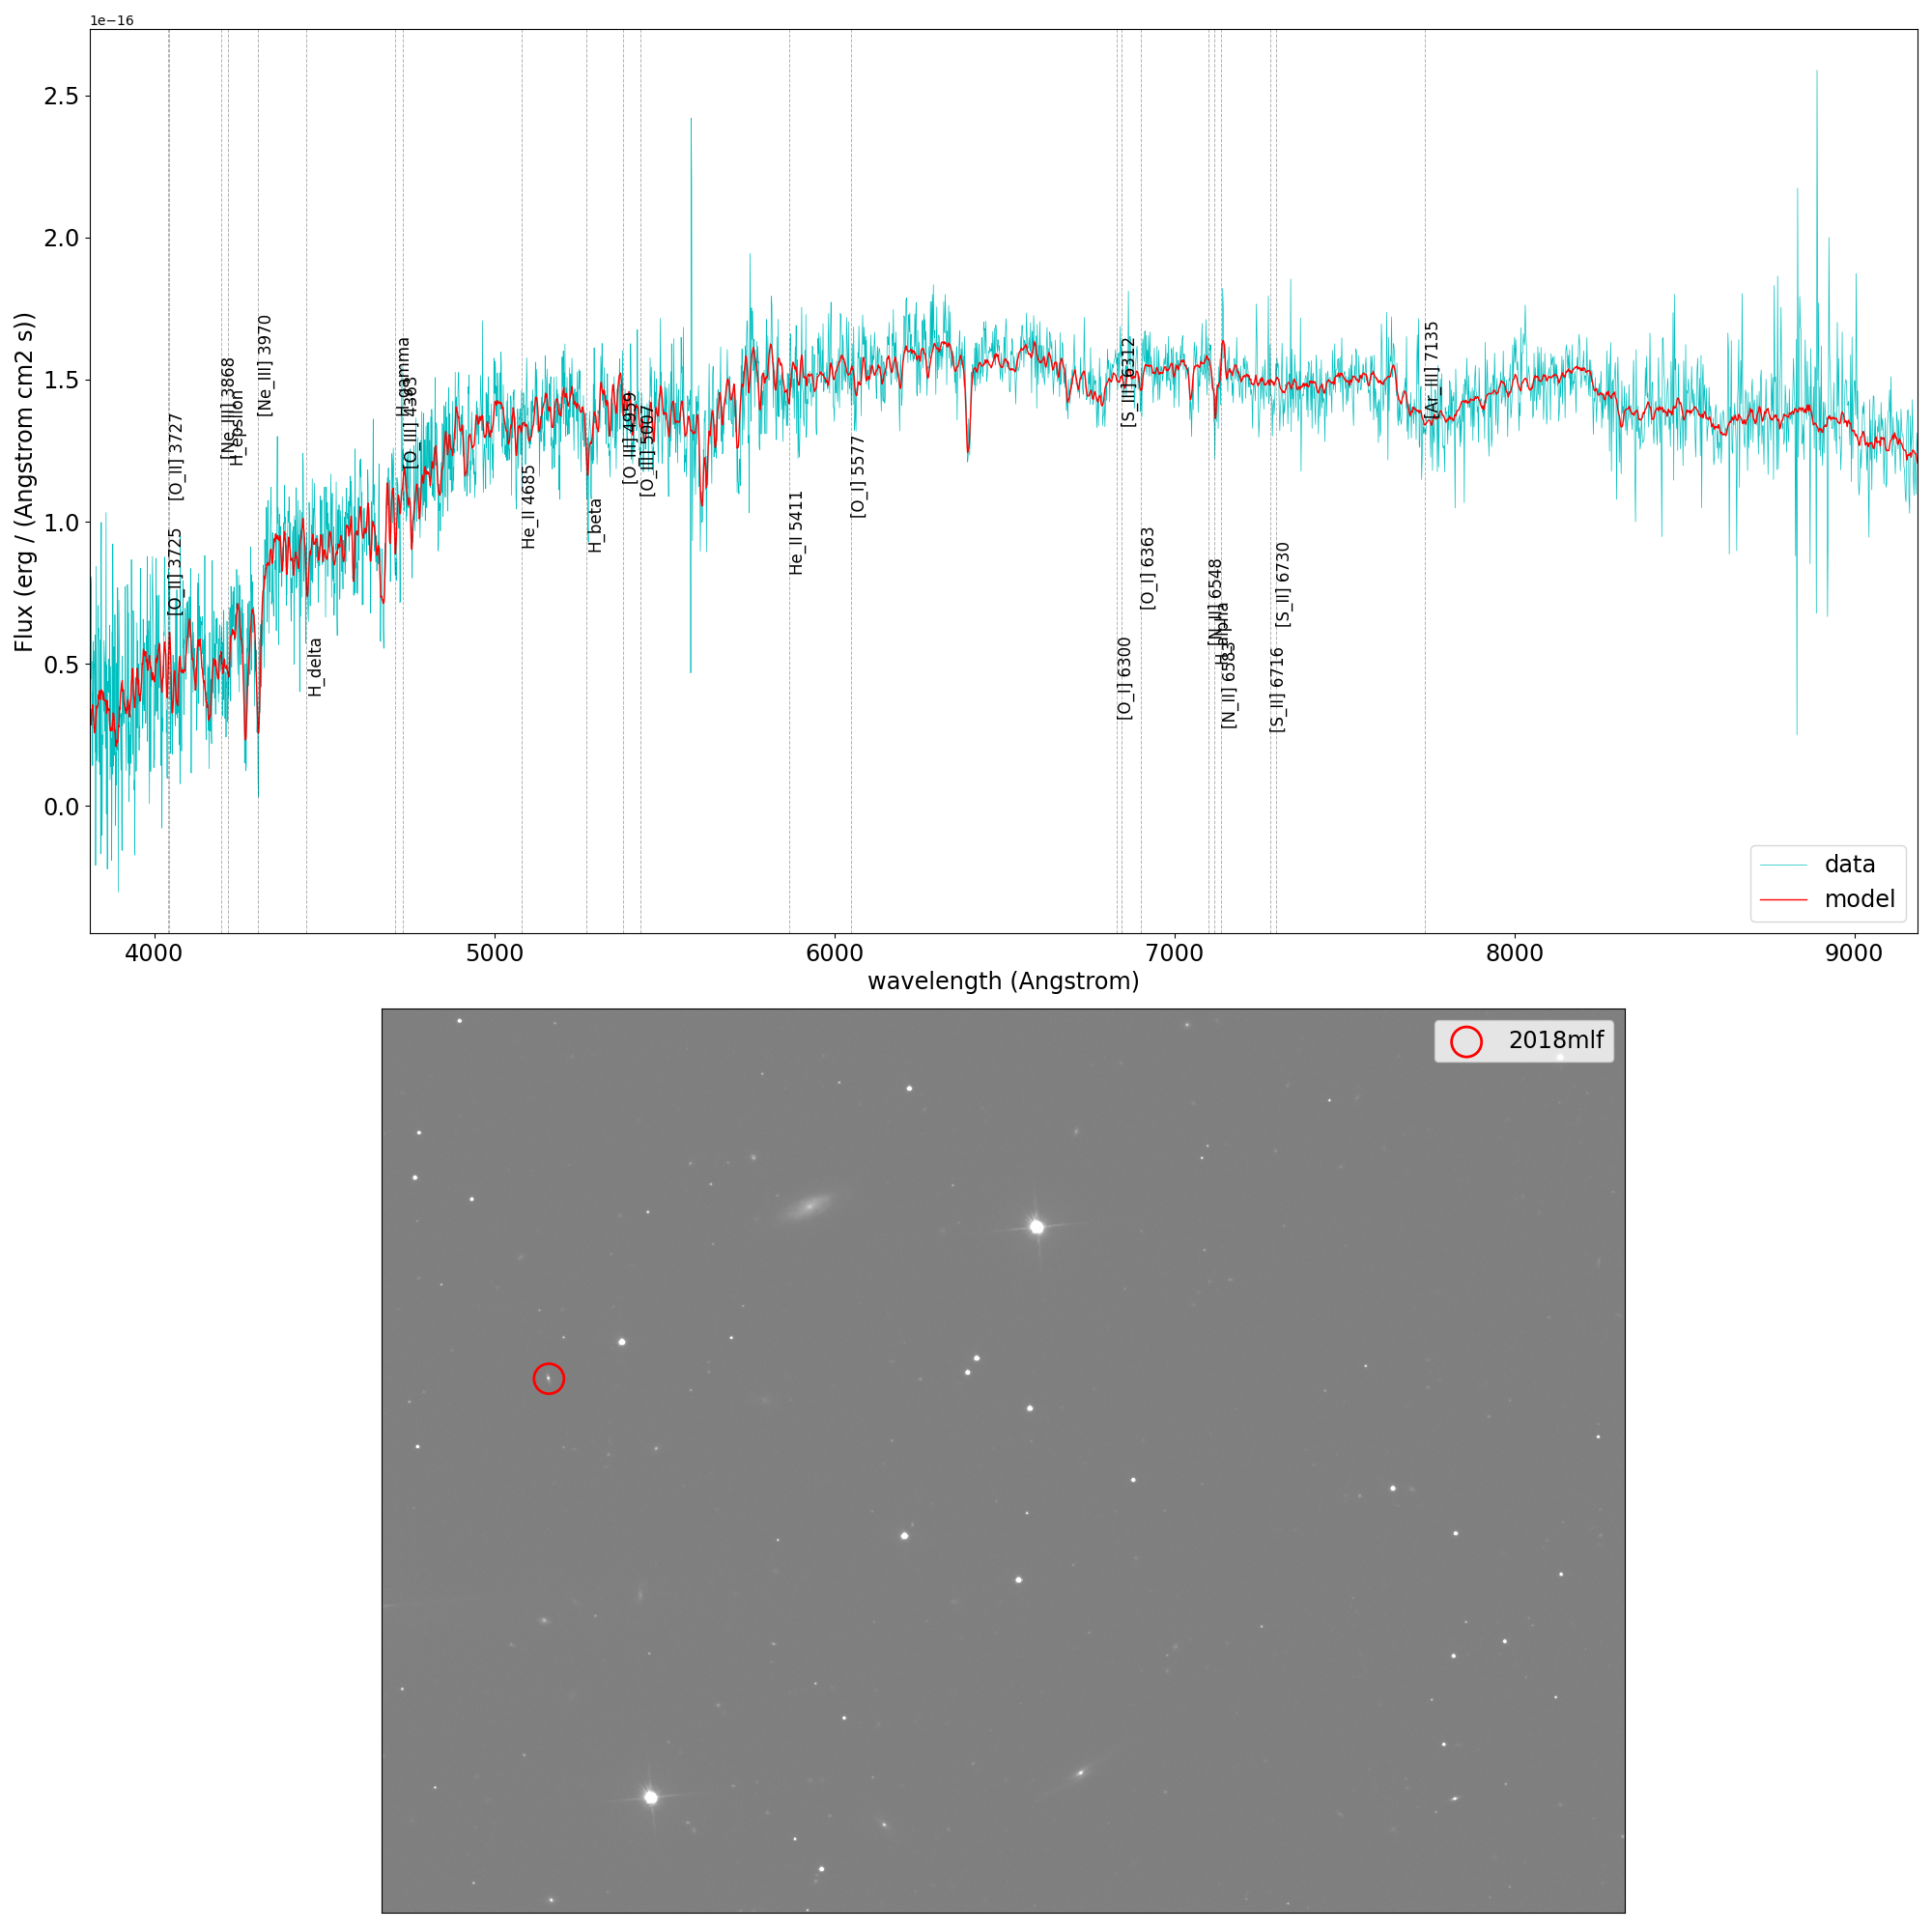 1e−16
2.5
2.0
1.5
1.0
0.5
0.0
Flux (erg / (Angstrom cm2 s))
[O_II] 3725
[O_II] 3727
[Ne_III] 3868
H_epsilon
[Ne_III] 3970
H_delta
H_gamma
[O_III] 4363
He_II 4685
H_beta
[O_III] 4959
[O_III] 5007
He_II 5411
[O_I] 5577
[O_I] 6300
[S_III] 6312
[O_I] 6363
[N_II] 6548
H_alpha
[N_II] 6583
[S_II] 6716
[S_II] 6730
[Ar_III] 7135
data
model
4000 5000 6000 7000 8000 9000
wavelength (Angstrom)
2018mlf